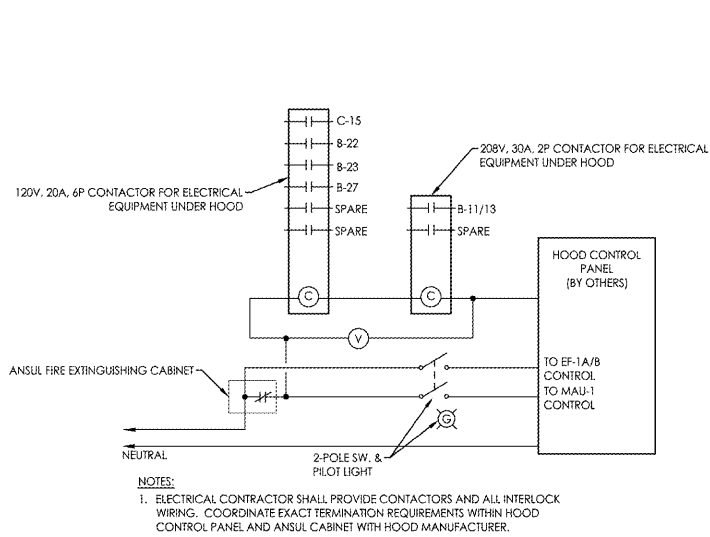 C-15
B-22
B-23
B-27
SPARE
SPARE
120V, 20A, 6P CONTACTOR FOR ELECTRICAL
EQUIPMENT UNDER HOOD
208V, 30A, 2P CONTACTOR FOR ELECTRICAL
EQUIPMENT UNDER HOOD
B-11/13
SPARE
HOOD CONTROL
PANEL
(BY OTHERS)
C
C
V
TO EF-1A/B
CONTROL
TO MAU-1
CONTROL
ANSUL FIRE EXTINGUISHING CABINET
G
NEUTRAL
2-POLE SW. &
PILOT LIGHT
NOTES:
1. ELECTRICAL CONTRACTOR SHALL PROVIDE CONTACTORS AND ALL INTERLOCK
WIRING. COORDINATE EXACT TERMINATION REQUIREMENTS WITHIN HOOD
CONTROL PANEL AND ANSUL CABINET WITH HOOD MANUFACTURER.